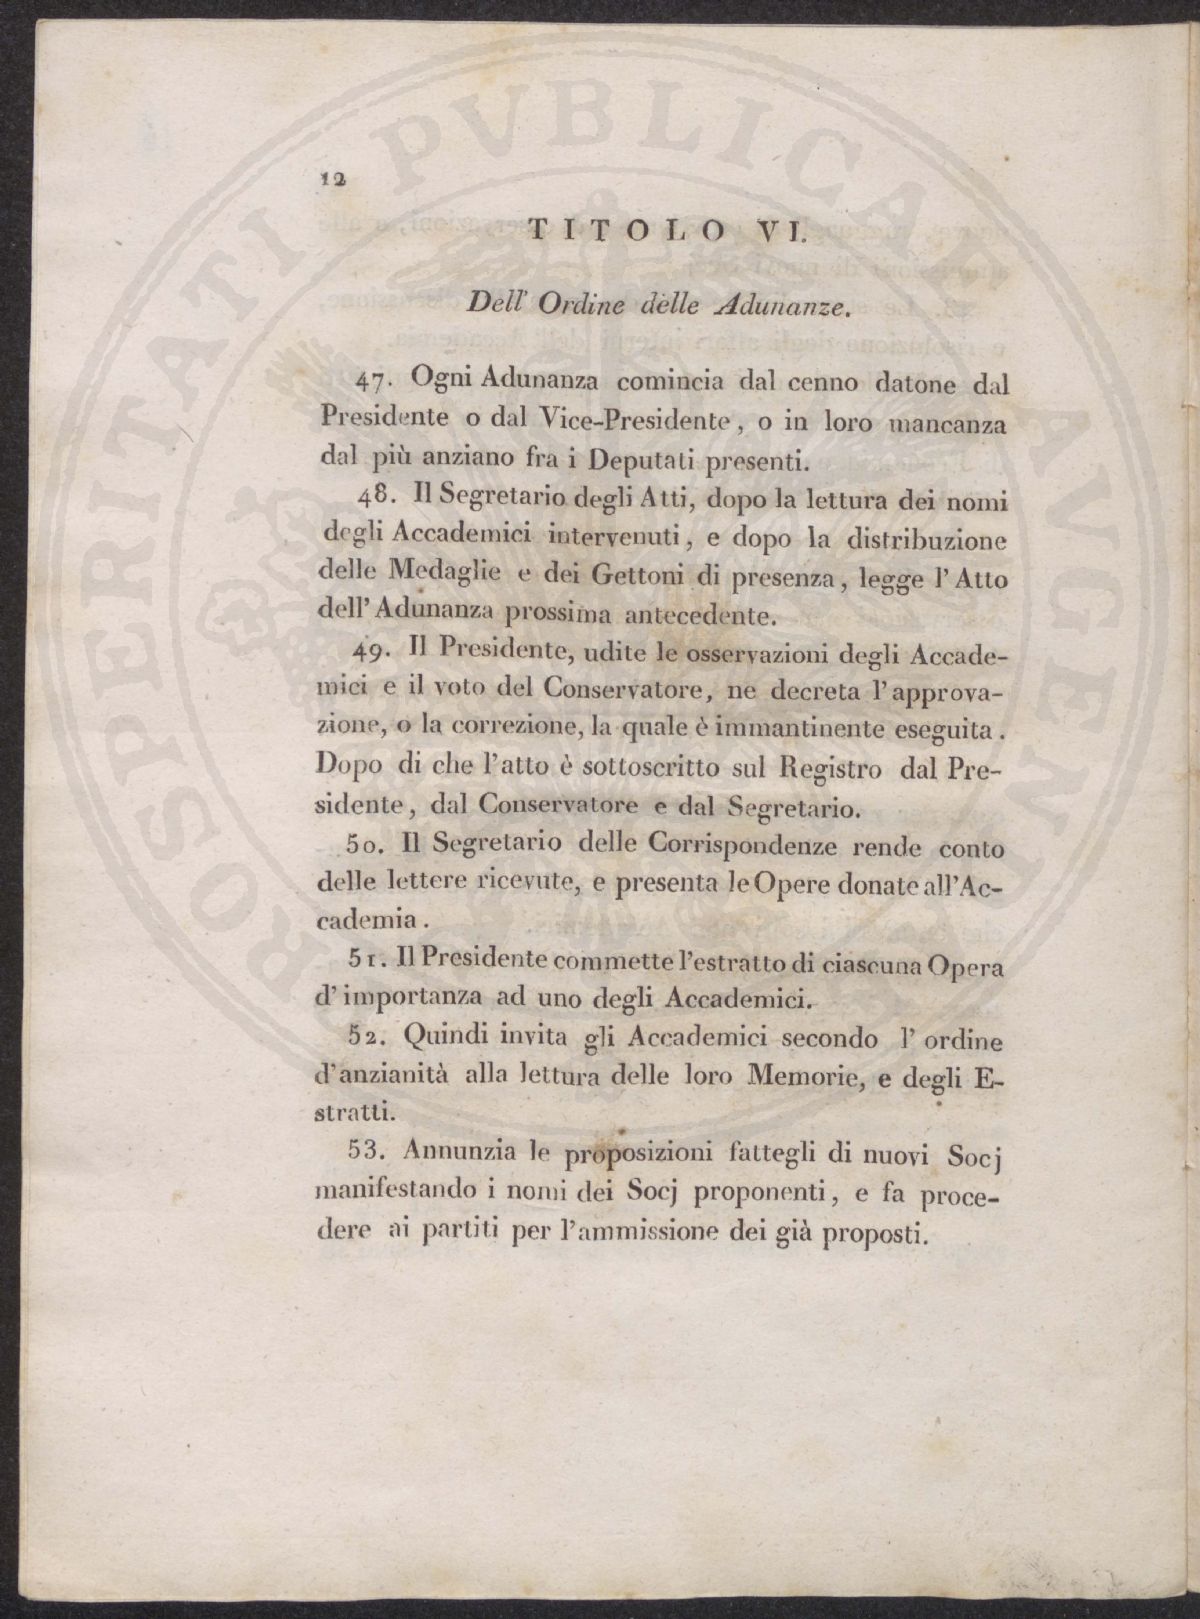 PROSPERITATI PVBLICAE AVGENDAE
12
TITOLO VI.
Dell' Ordine delle Adunanze.
47. Ogni Adunanza comincia dal cenno datone dal
Presidente o dal Vice-Presidente, o in loro mancanza
dal più anziano fra i Deputati presenti.
48. Il Segretario degli Atti, dopo la lettura dei nomi
degli Accademici intervenuti, e dopo la distribuzione
delle Medaglie e dei Gettoni di presenza, legge l'Atto
dell'Adunanza prossima antecedente.
49. Il Presidente, udite le osservazioni degli Accade-
mici e il voto del Conservatore, ne decreta l'approva-
zione, o la correzione, la quale è immantinente eseguita.
Dopo di che l'atto è sottoscritto sul Registro dal Pre-
sidente, dal Conservatore e dal Segretario.
50. Il Segretario delle Corrispondenze rende conto
delle lettere ricevute, e presenta le Opere donate all'Ac-
cademia.
51. Il Presidente commette l'estratto di ciascuna Opera
d'importanza ad uno degli Accademici.
52. Quindi invita gli Accademici secondo l'ordine
d'anzianità alla lettura delle loro Memorie, e degli E-
stratti.
53. Annunzia le proposizioni fattegli di nuovi Socj
manifestando i nomi dei Socj proponenti, e fa proce-
dere ai partiti per l'ammissione dei già proposti.